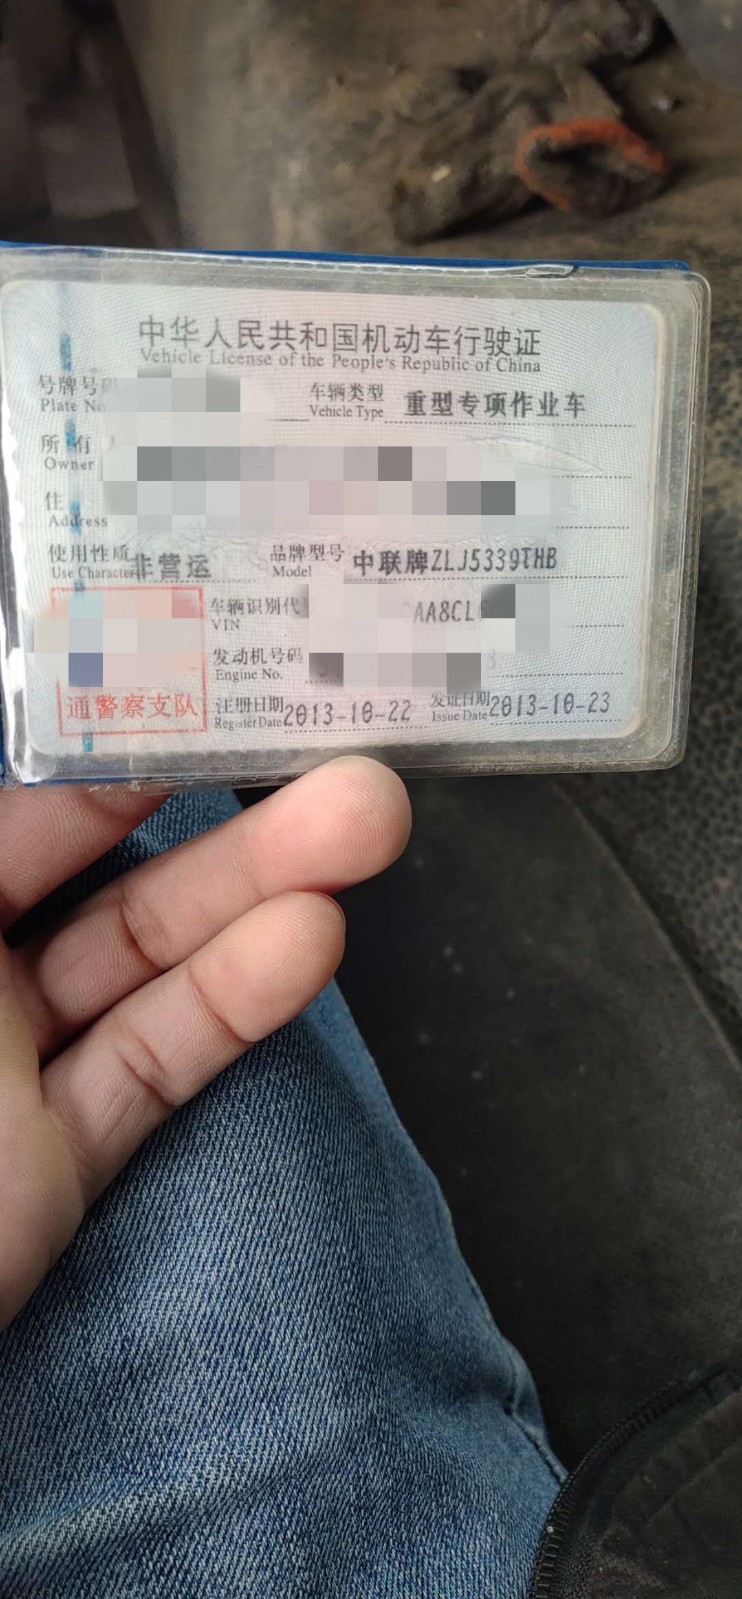 中华人民共和国机动车行驶证
Vehicle License of the People's Republic of China
号牌号码 车辆类型 重型专项作业车
Plate No. Vehicle Type
所有人
Owner
住
Address
使用性质 非营运 品牌型号 中联牌ZLJ5339THB
Use Character Model
车辆识别代
VIN
AA8CL
发动机号码
Engine No.
通警察支队
注册日期 2013-10-22 发证日期 2013-10-23
Register Date Issue Date